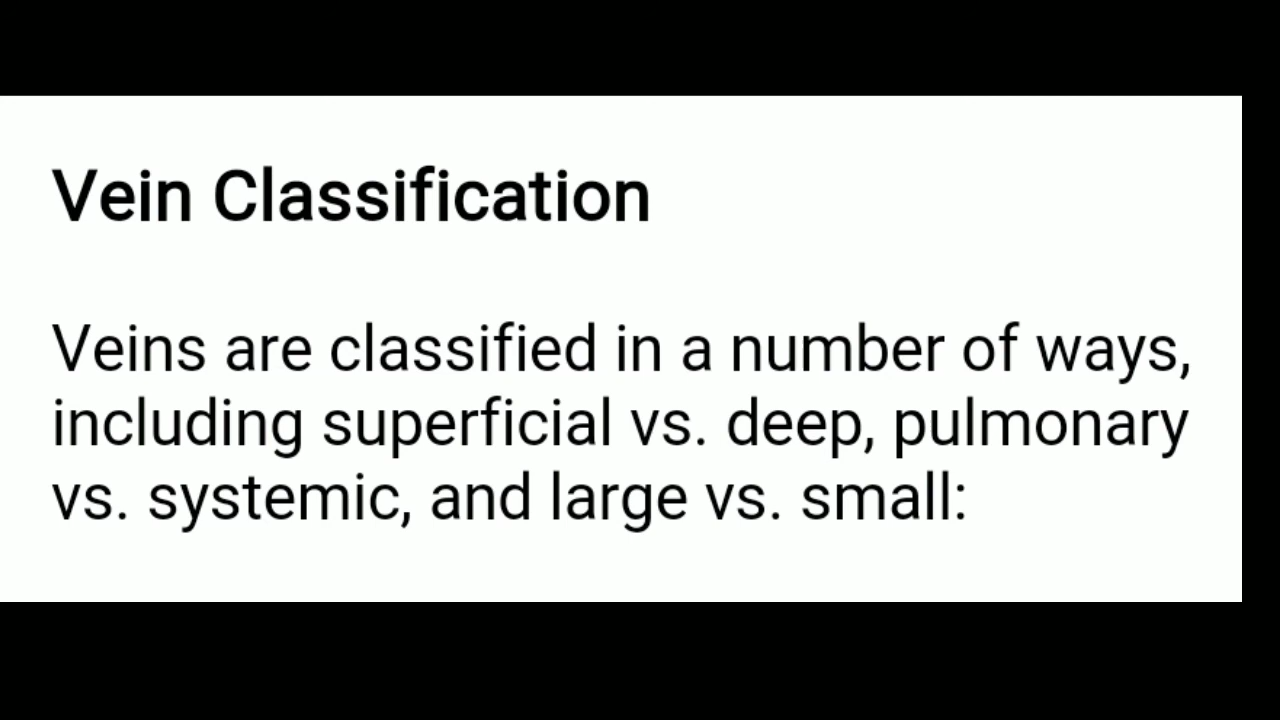 Vein Classification
Veins are classified in a number of ways,
including superficial vs. deep, pulmonary
vs. systemic, and large vs. small: